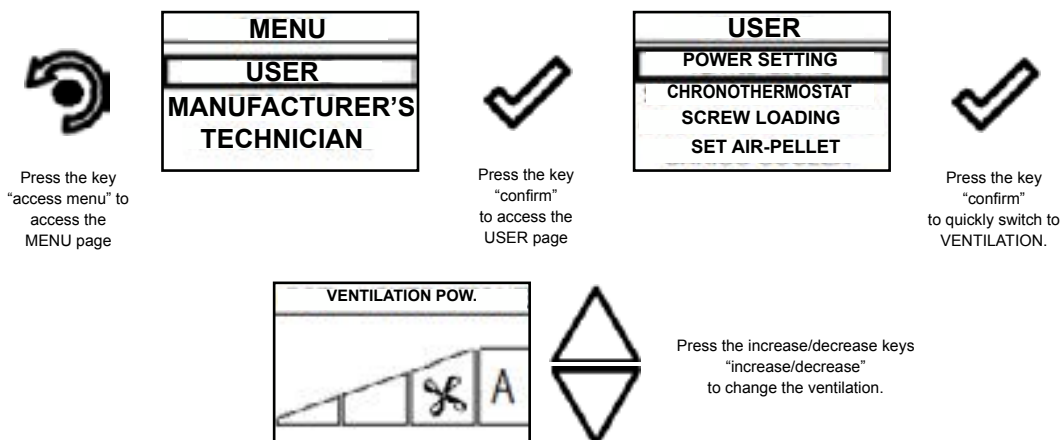 MENU
USER
MANUFACTURER'S
TECHNICIAN
Press the key
“access menu” to
access the
MENU page
Press the key
“confirm”
to access the
USER page
USER
POWER SETTING
CHRONOTHERMOSTAT
SCREW LOADING
SET AIR-PELLET
Press the key
“confirm”
to quickly switch to
VENTILATION.
VENTILATION POW.
A
Press the increase/decrease keys
“increase/decrease”
to change the ventilation.